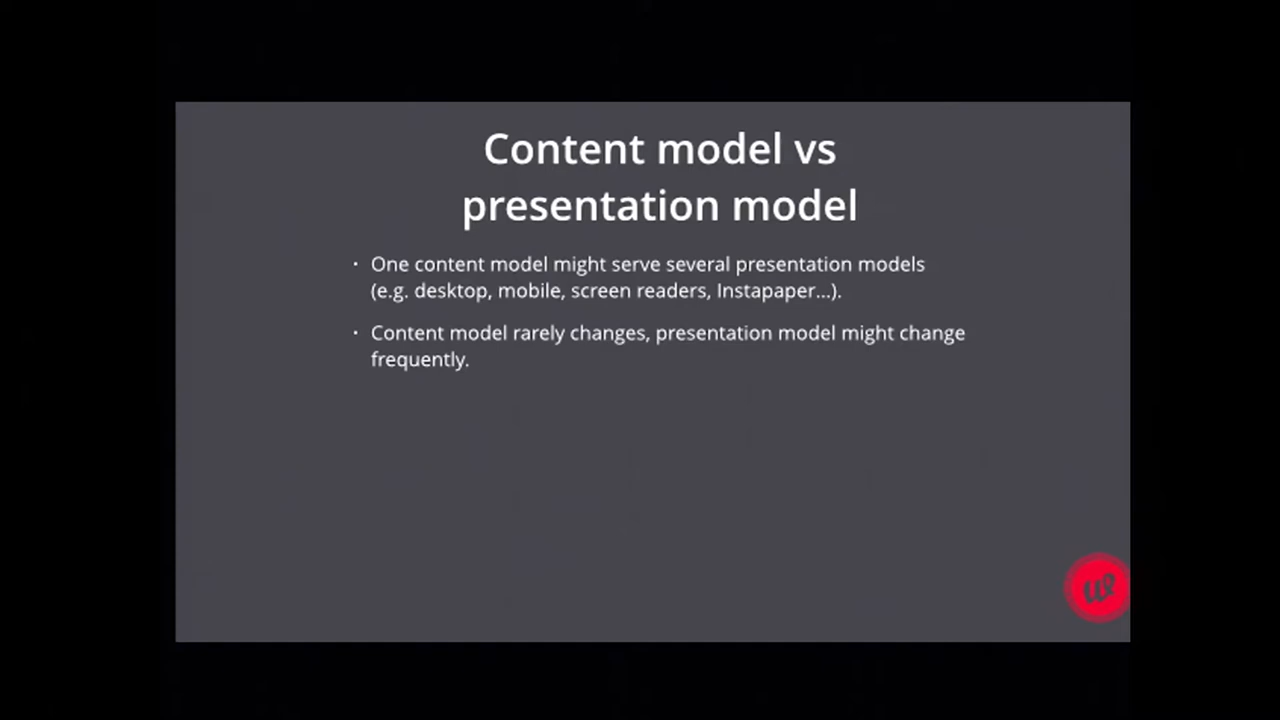 Content model vs
presentation model
· One content model might serve several presentation models
(e.g. desktop, mobile, screen readers, Instapaper...).
· Content model rarely changes, presentation model might change
frequently.